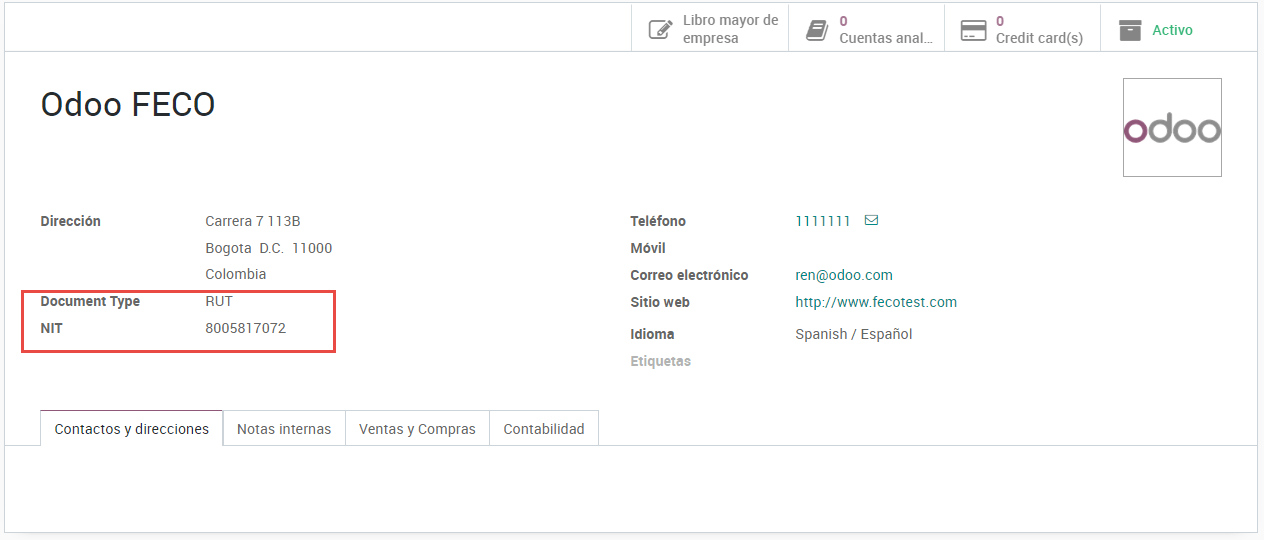 Libro mayor de
empresa
0
Cuentas anal...
0
Credit card(s)
Activo
Odoo FECO
odoo
Dirección
Carrera 7 113B
Bogota D.C. 11000
Colombia
Document Type RUT
NIT 8005817072
Teléfono 1111111
Móvil
Correo electrónico ren@odoo.com
Sitio web http://www.fecotest.com
Idioma Spanish / Español
Etiquetas
Contactos y direcciones Notas internas Ventas y Compras Contabilidad